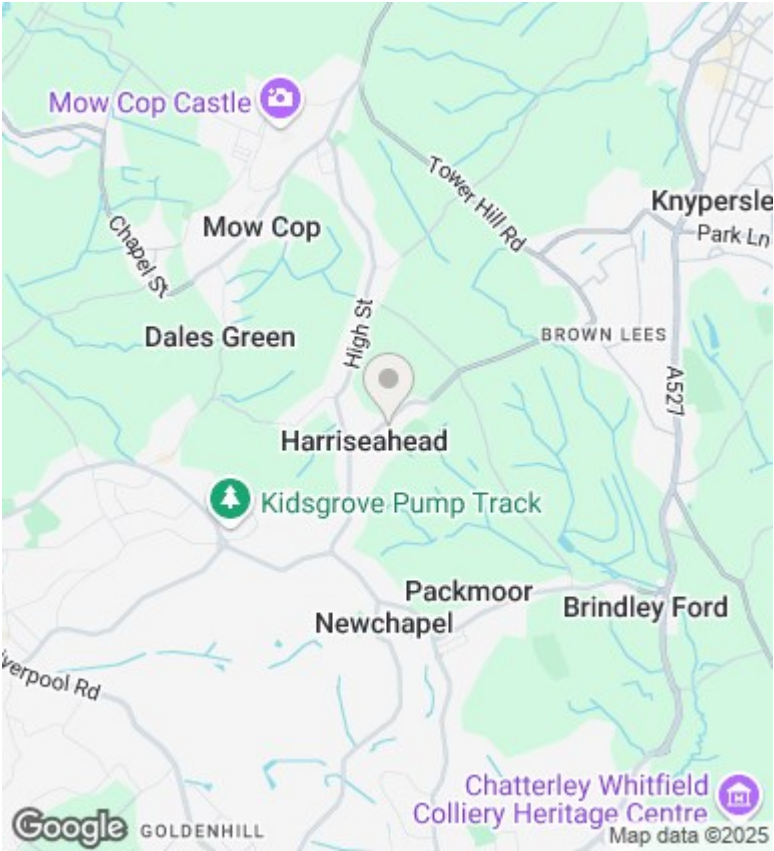 Mow Cop Castle
Tower Hill Rd
Knypersle
Park Ln
Chapel St
Mow Cop
High St
Dales Green
BROWN LEES
A527
Harriseahead
Kidsgrove Pump Track
Packmoor
Brindley Ford
Newchapel
iverpool Rd
Chatterley Whitfield
Colliery Heritage Centre
Google
GOLDENHILL
Map data ©2025